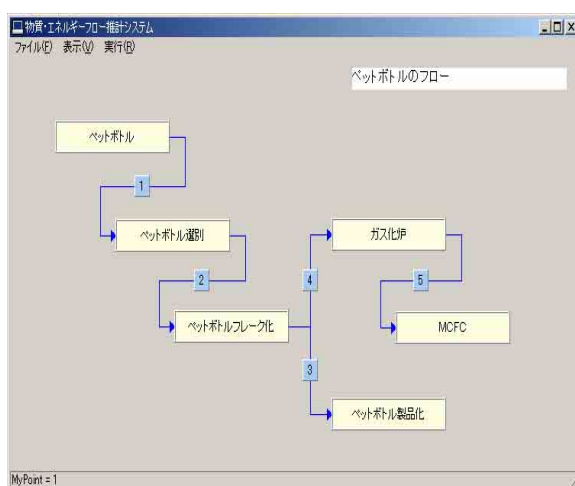 物質・エネルギーフロー推計システム
ファイル(F) 表示(V) 実行(R)
ペットボトルのフロー
ペットボトル
1
ペットボトル選別
ガス化炉
2
4
5
ペットボトルフレーク化
MCFC
3
ペットボトル製品化
MyPoint = 1